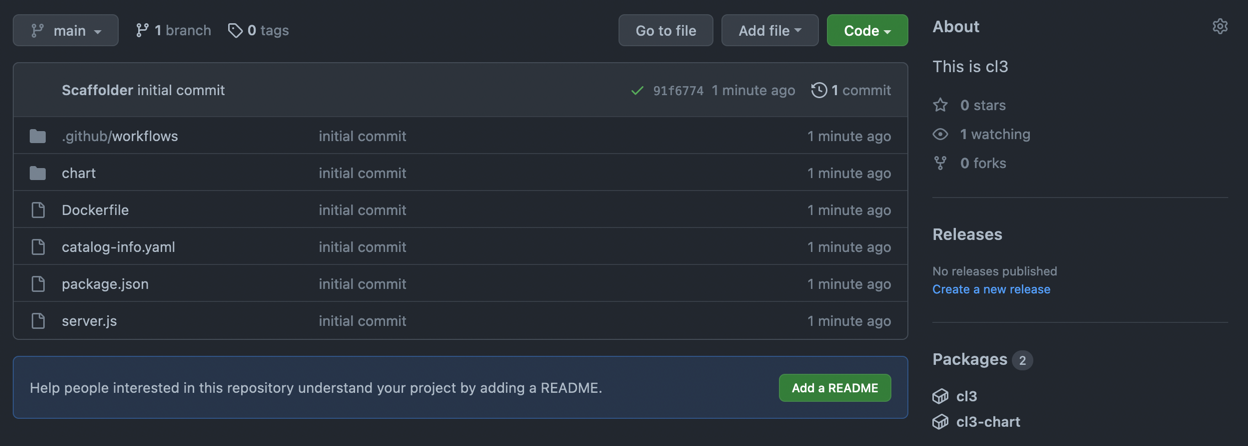 main 1 branch 0 tags Go to file Add file Code
Scaffolder initial commit 91f6774 1 minute ago 1 commit
.github/workflows initial commit 1 minute ago
chart initial commit 1 minute ago
Dockerfile initial commit 1 minute ago
catalog-info.yaml initial commit 1 minute ago
package.json initial commit 1 minute ago
server.js initial commit 1 minute ago
Help people interested in this repository understand your project by adding a README. Add a README
About
This is cl3
0 stars
1 watching
0 forks
Releases
No releases published
Create a new release
Packages 2
cl3
cl3-chart